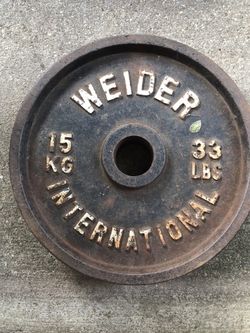 WEIDER
15
KG
33
LBS
INTERNATIONAL